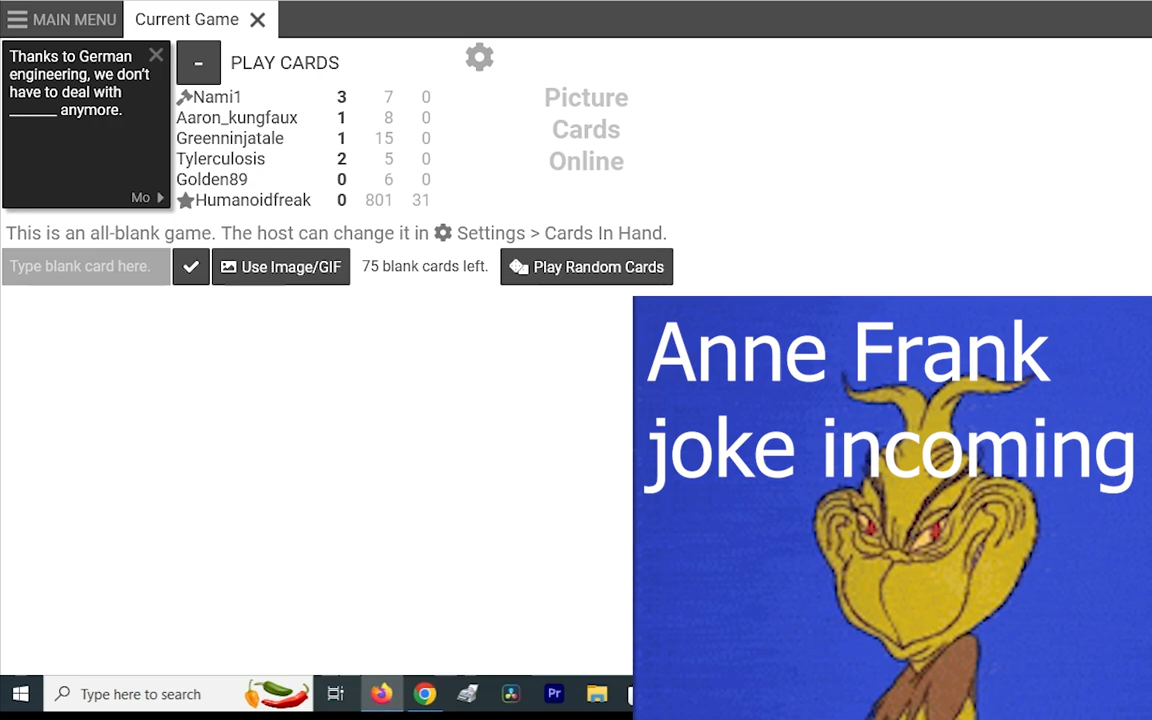 MAIN MENU
Current Game
Thanks to German
engineering, we don't
have to deal with
______ anymore.
Mo
-
PLAY CARDS
Nami1 3 7 0
Aaron_kungfaux 1 8 0
Greenninjatale 1 15 0
Tylerculosis 2 5 0
Golden89 0 6 0
Humanoidfreak 0 801 31
Picture
Cards
Online
This is an all-blank game. The host can change it in Settings > Cards In Hand.
Type blank card here.
Use Image/GIF
75 blank cards left.
Play Random Cards
Anne Frank
joke incoming
Type here to search
Pr